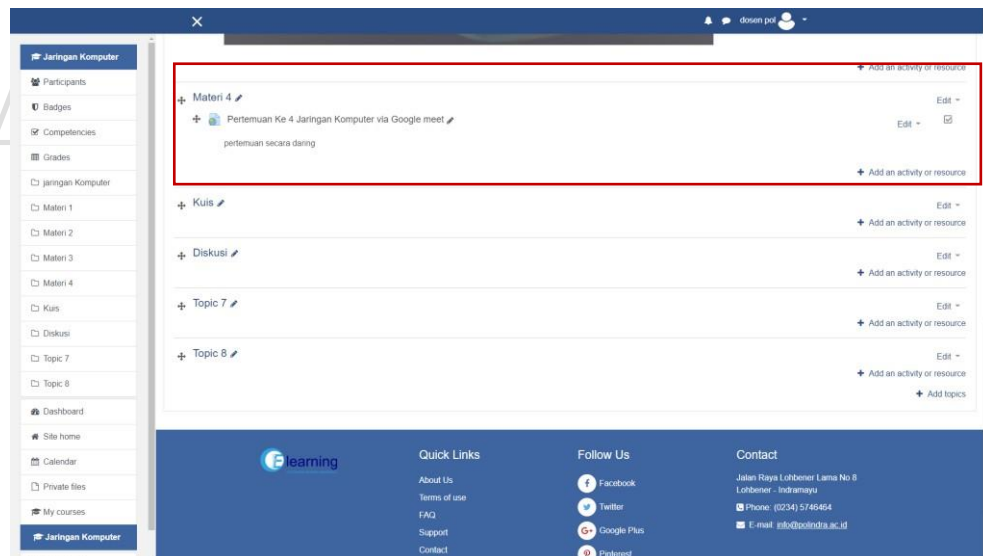 dosen pol
Jaringan Komputer
Participants
Badges
Competencies
Grades
jaringan Komputer
Materi 1
Materi 2
Materi 3
Materi 4
Kuis
Diskusi
Topic 7
Topic 8
Dashboard
Site home
Calendar
Private files
My courses
Jaringan Komputer
+ Add an activity or resource
Materi 4
Edit
Pertemuan Ke 4 Jaringan Komputer via Google meet
Edit
pertemuan secara daring
+ Add an activity or resource
Kuis
Edit
+ Add an activity or resource
Diskusi
Edit
+ Add an activity or resource
Topic 7
Edit
+ Add an activity or resource
Topic 8
Edit
+ Add an activity or resource
+ Add topics
Elearning
Quick Links
About Us
Terms of use
FAQ
Support
Contact
Follow Us
Facebook
Twitter
Google Plus
Pinterest
Contact
Jalan Raya Lohbener Lama No 8
Lohbener - Indramayu
Phone: (0234) 5746464
E-mail: info@polindra.ac.id